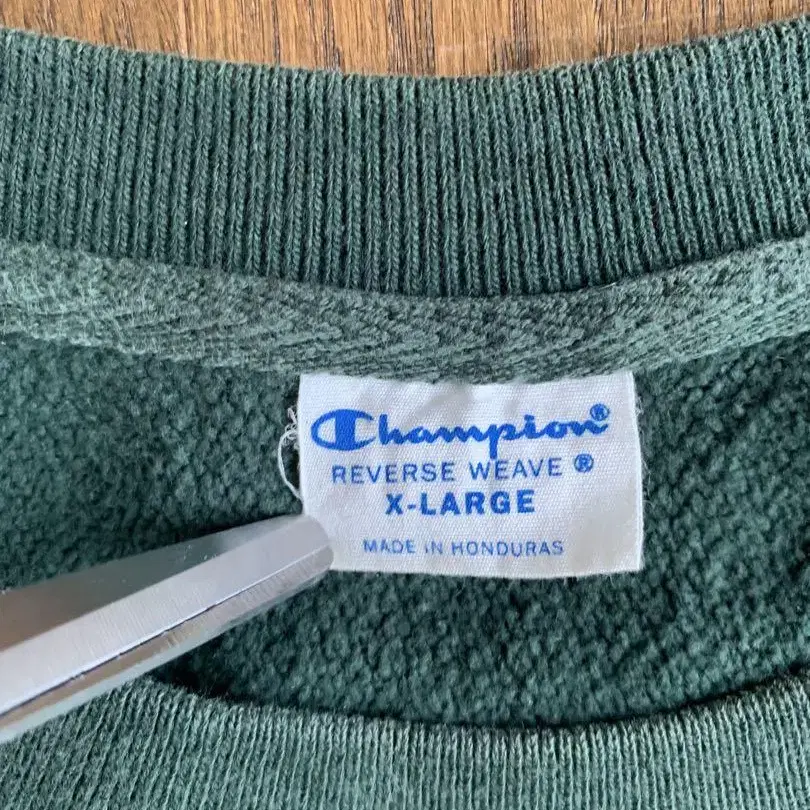 Champion®
REVERSE WEAVE ®
X-LARGE
MADE IN HONDURAS